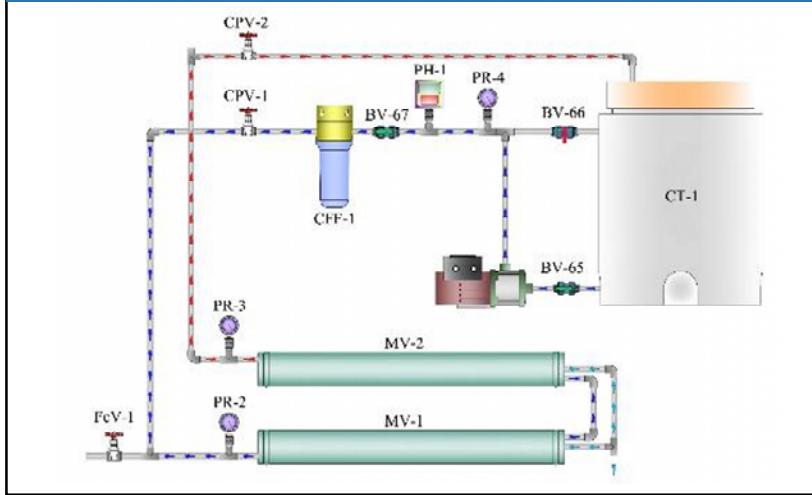 CPV-2
PH-1
PR-4
CPV-1
BV-67
BV-66
CFF-1
CT-1
BV-65
PR-3
MV-2
FcV-1
PR-2
MV-1